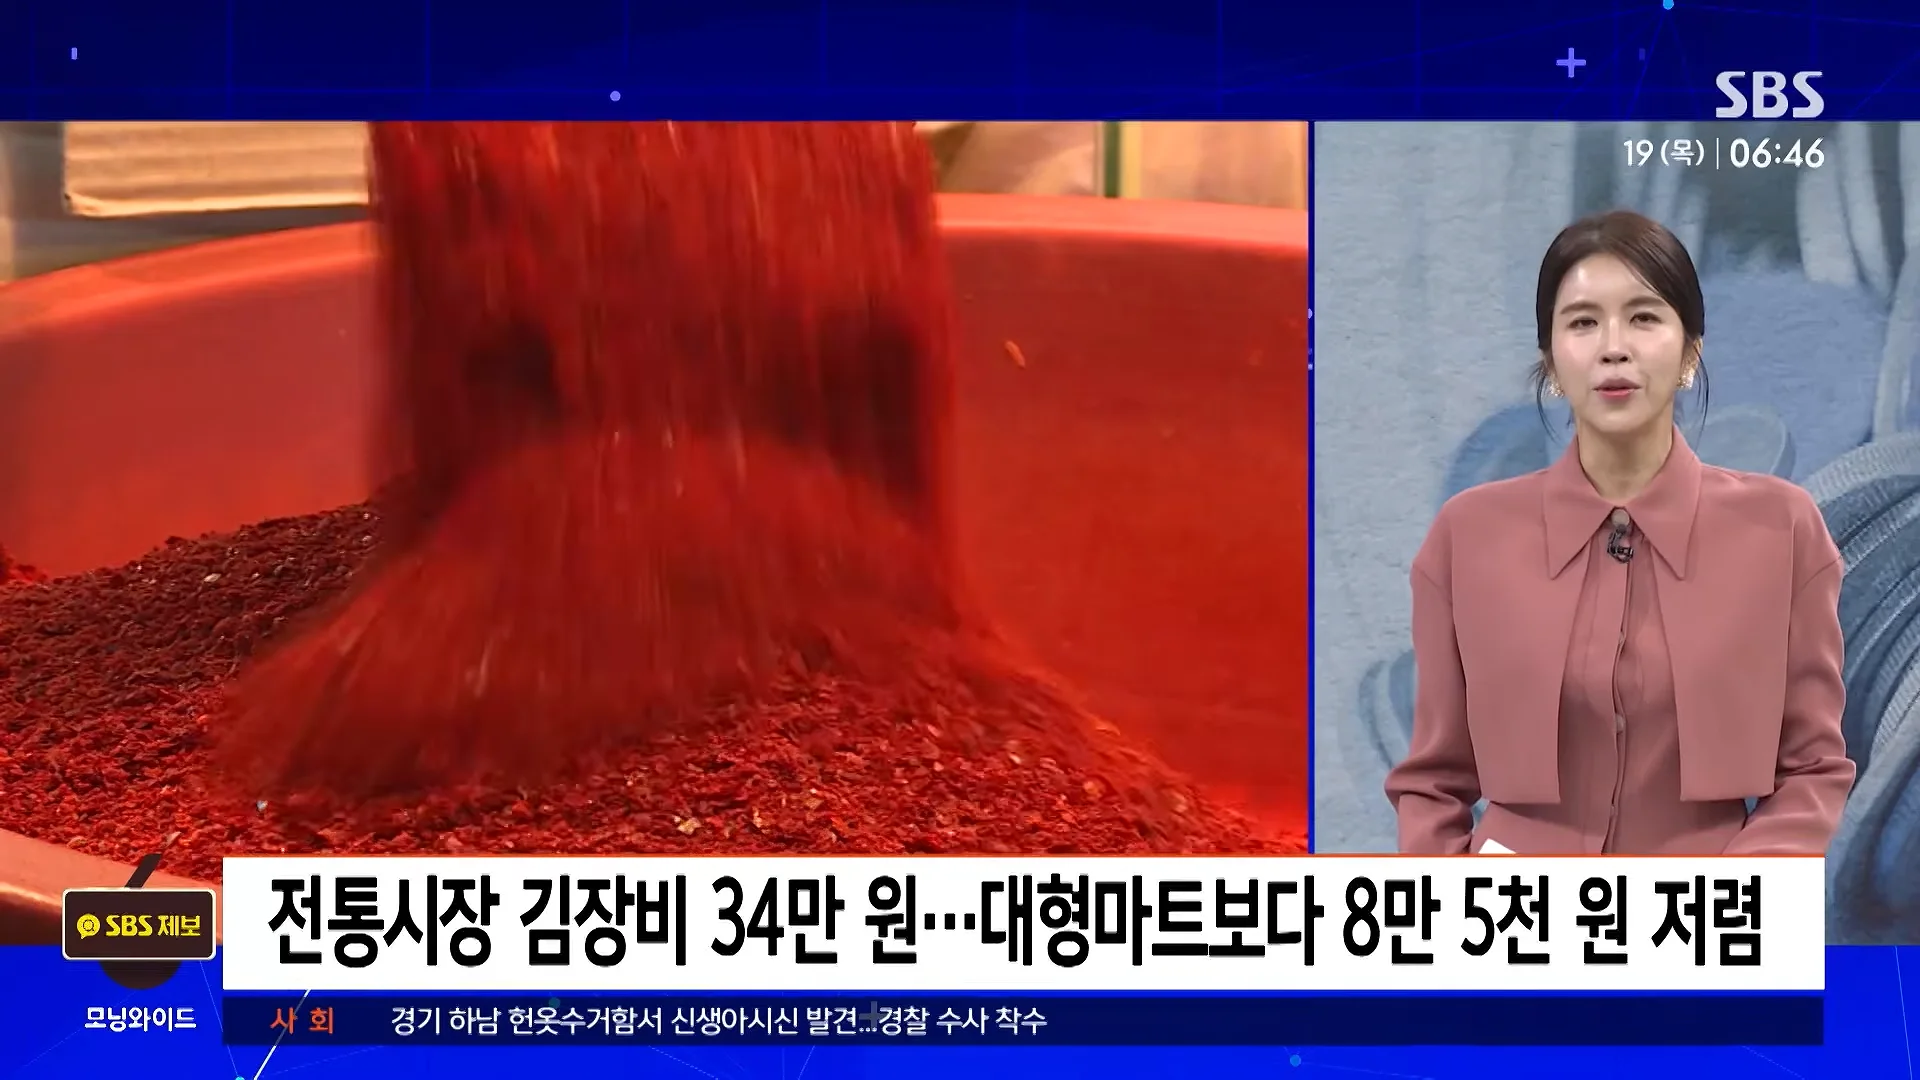 SBS
19 (목) | 06:46
전통시장 김장비 34만 원…대형마트보다 8만 5천 원 저렴
SBS 제보
모닝와이드
사 회 경기 하남 헌옷수거함서 신생아시신 발견...경찰 수사 착수